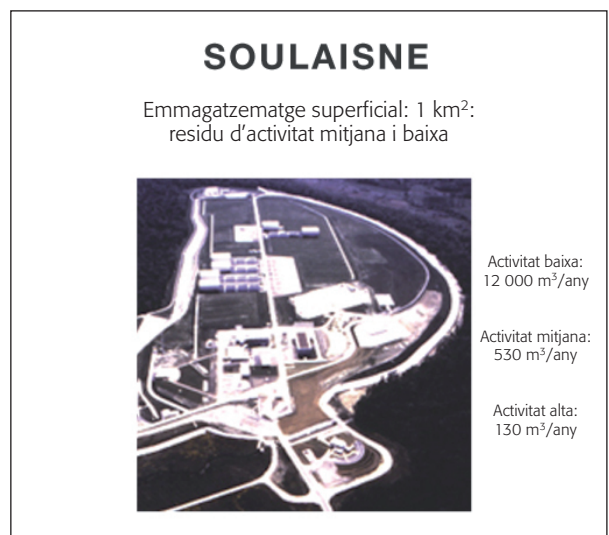 SOULAISNE
Emmagatzematge superficial: 1 km²:
residu d'activitat mitjana i baixa
Activitat baixa:
12 000 m³/any
Activitat mitjana:
530 m³/any
Activitat alta:
130 m³/any